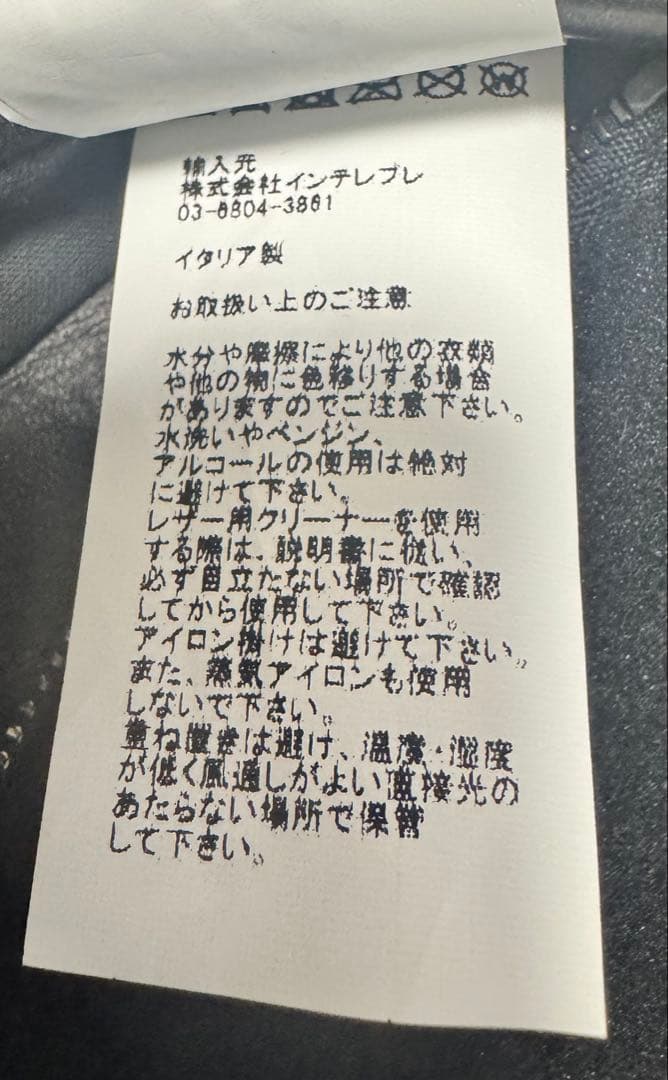 輸入元
株式会社インテレプレ
03-6804-3861
イタリア製
お取扱い上のご注意
水分や摩擦により他の衣類
や他の物に色移りする場合
がありますのでご注意下さい。
水洗いやベンジン、
アルコールの使用は絶対
に避けて下さい。
レザー用クリーナーを使用
する際は、説明書に従い、
必ず目立たない場所で確認
してから使用して下さい。
アイロン掛けは避けて下さい。
また、蒸気アイロンも使用
しないで下さい。
重ね置きは避け、温度・湿度
が低く風通しがよい直接光の
あたらない場所で保管
して下さい。